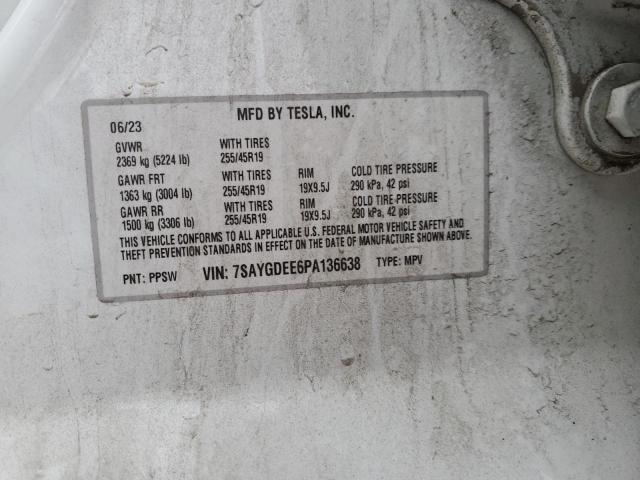 MFD BY TESLA, INC.
06/23
GVWR WITH TIRES
2369 kg (5224 lb) 255/45R19
GAWR FRT WITH TIRES RIM COLD TIRE PRESSURE
1363 kg (3004 lb) 255/45R19 19X9.5J 290 kPa, 42 psi
GAWR RR WITH TIRES RIM COLD TIRE PRESSURE
1500 kg (3306 lb) 255/45R19 19X9.5J 290 kPa, 42 psi
THIS VEHICLE CONFORMS TO ALL APPLICABLE U.S. FEDERAL MOTOR VEHICLE SAFETY AND
THEFT PREVENTION STANDARDS IN EFFECT ON THE DATE OF MANUFACTURE SHOWN ABOVE.
PNT: PPSW VIN: 7SAYGDEE6PA136638 TYPE: MPV